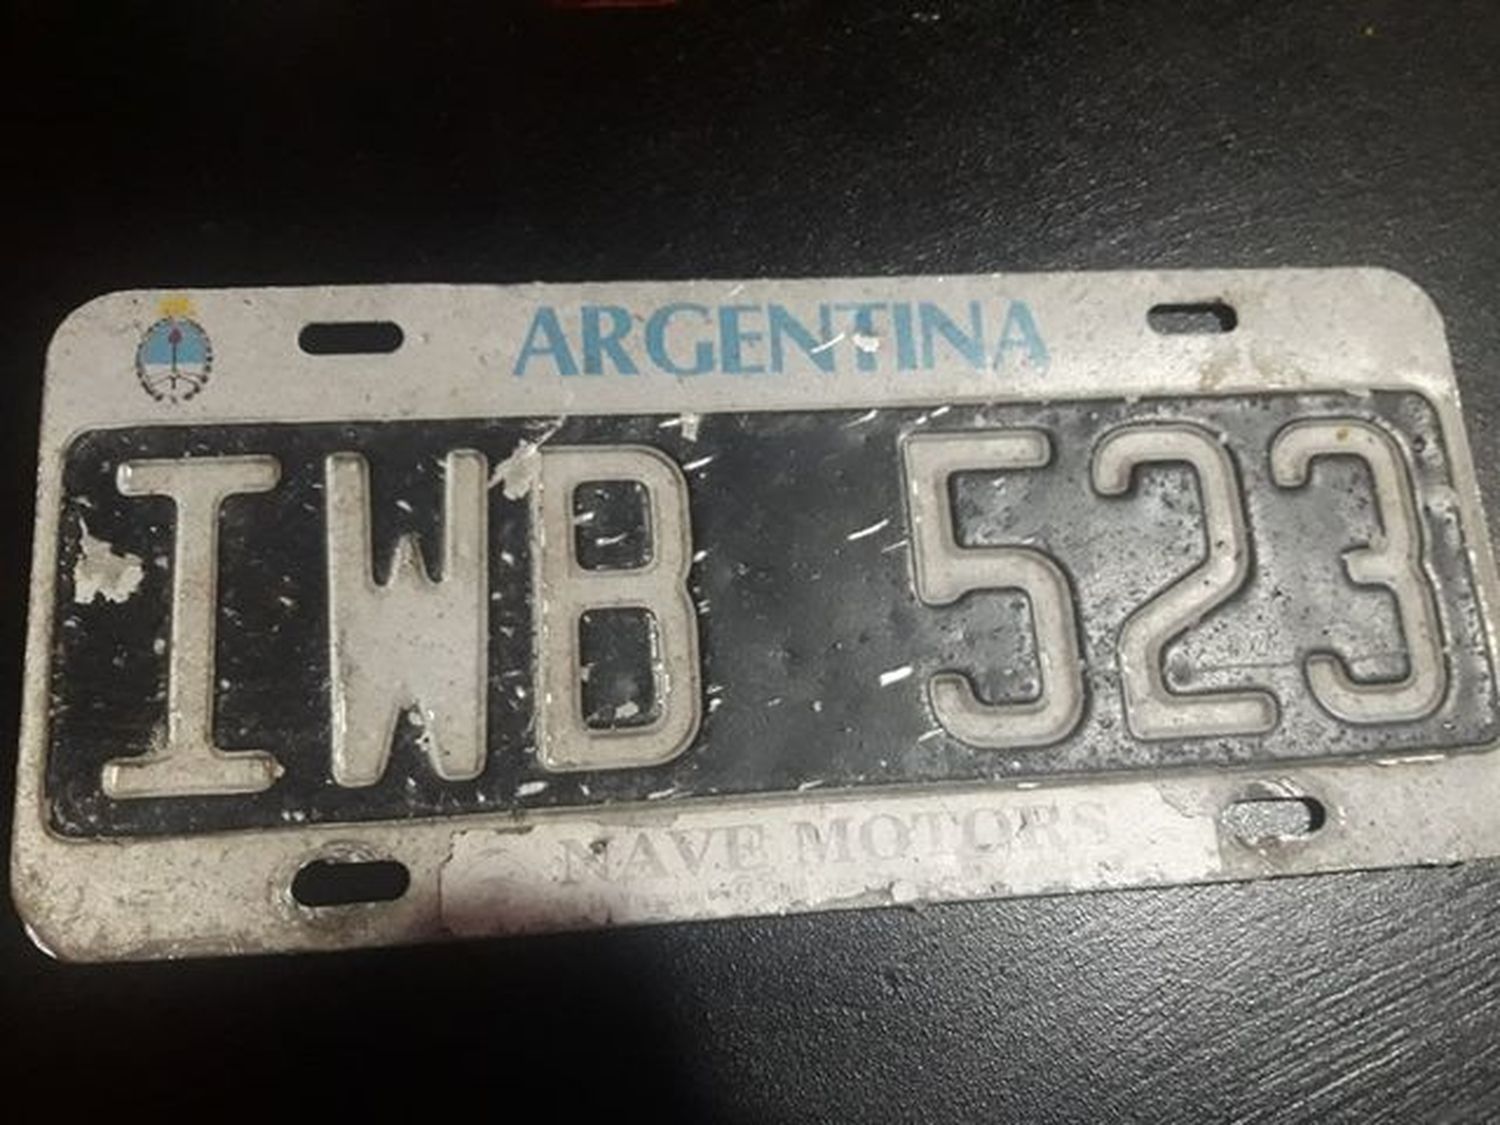 ARGENTINA
IWB 523
NAVE MOTORS